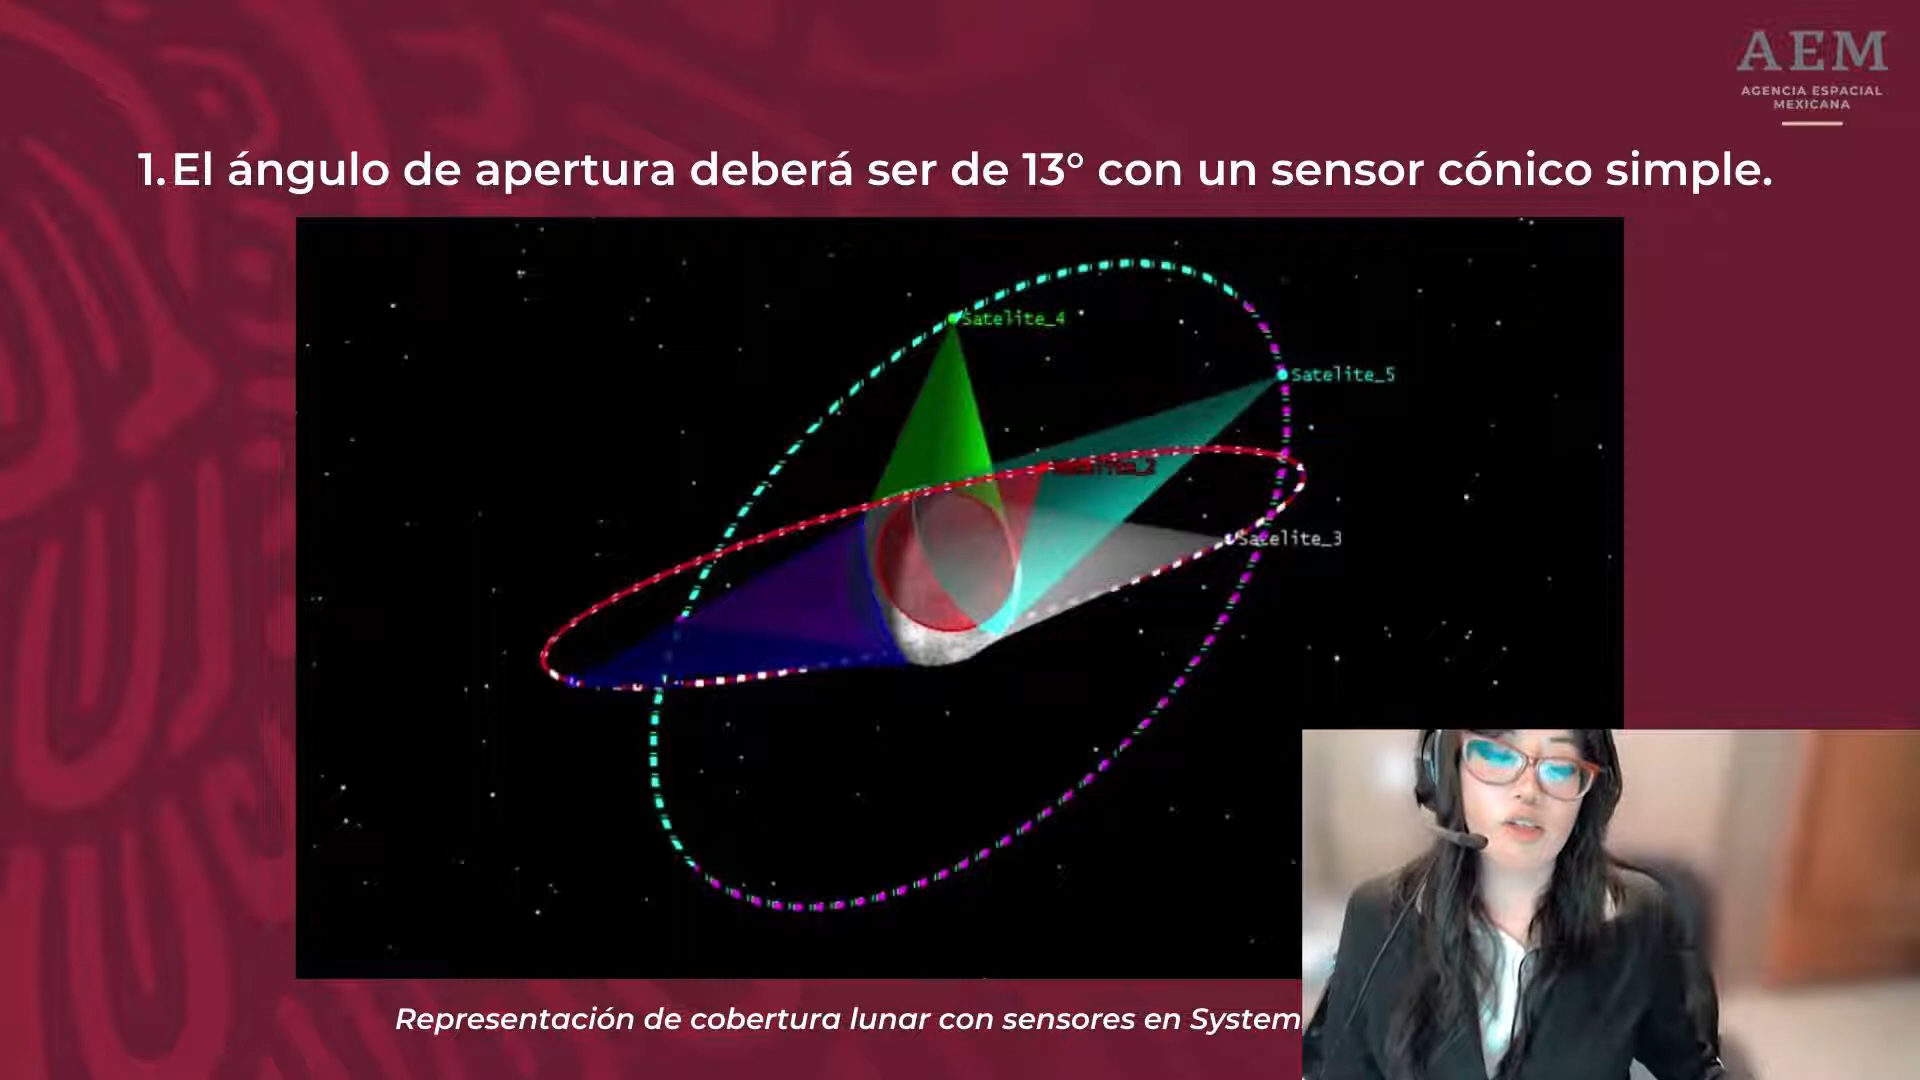 AEM
AGENCIA ESPACIAL
MEXICANA
1.El ángulo de apertura deberá ser de 13° con un sensor cónico simple.
Satelite_4
Satelite_5
Satelite_2
Satelite_3
Representación de cobertura lunar con sensores en System